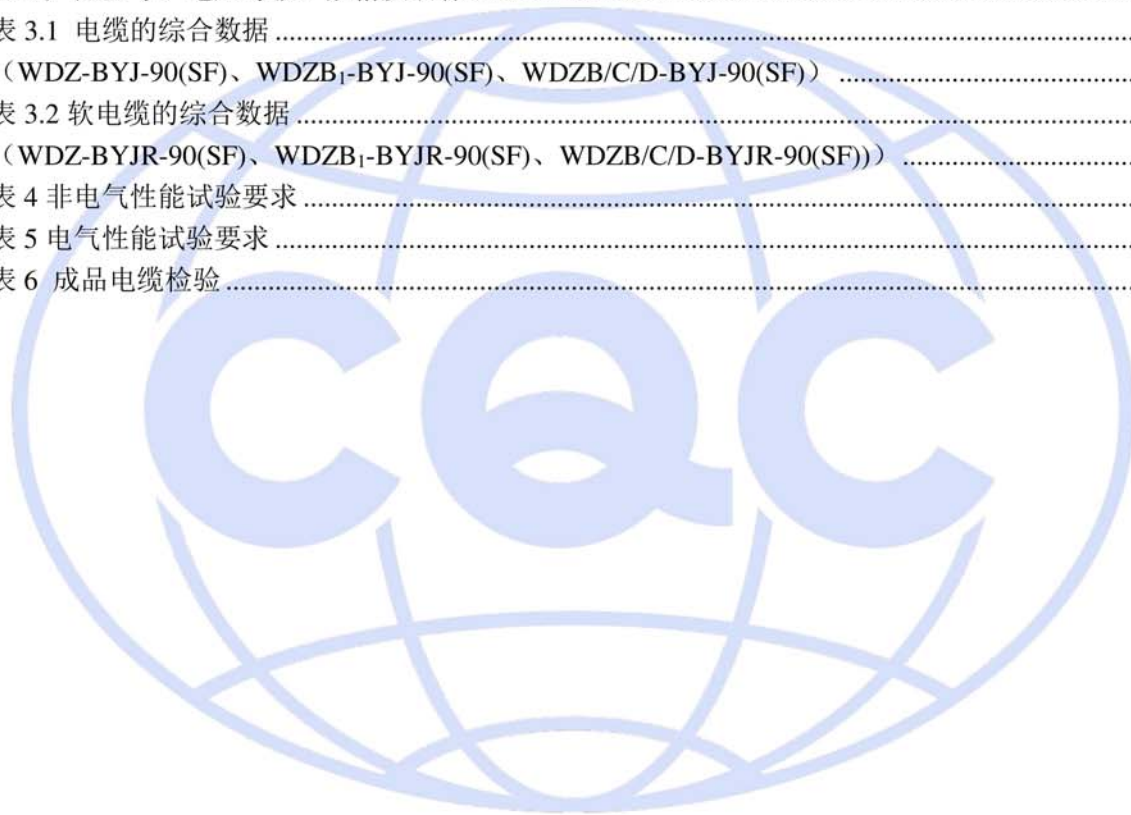 表 3.1 电缆的综合数据
（WDZ-BYJ-90(SF)、WDZB₁-BYJ-90(SF)、WDZB/C/D-BYJ-90(SF)）
表 3.2 软电缆的综合数据
（WDZ-BYJR-90(SF)、WDZB₁-BYJR-90(SF)、WDZB/C/D-BYJR-90(SF))）
表 4 非电气性能试验要求
表 5 电气性能试验要求
表 6 成品电缆检验
CQC